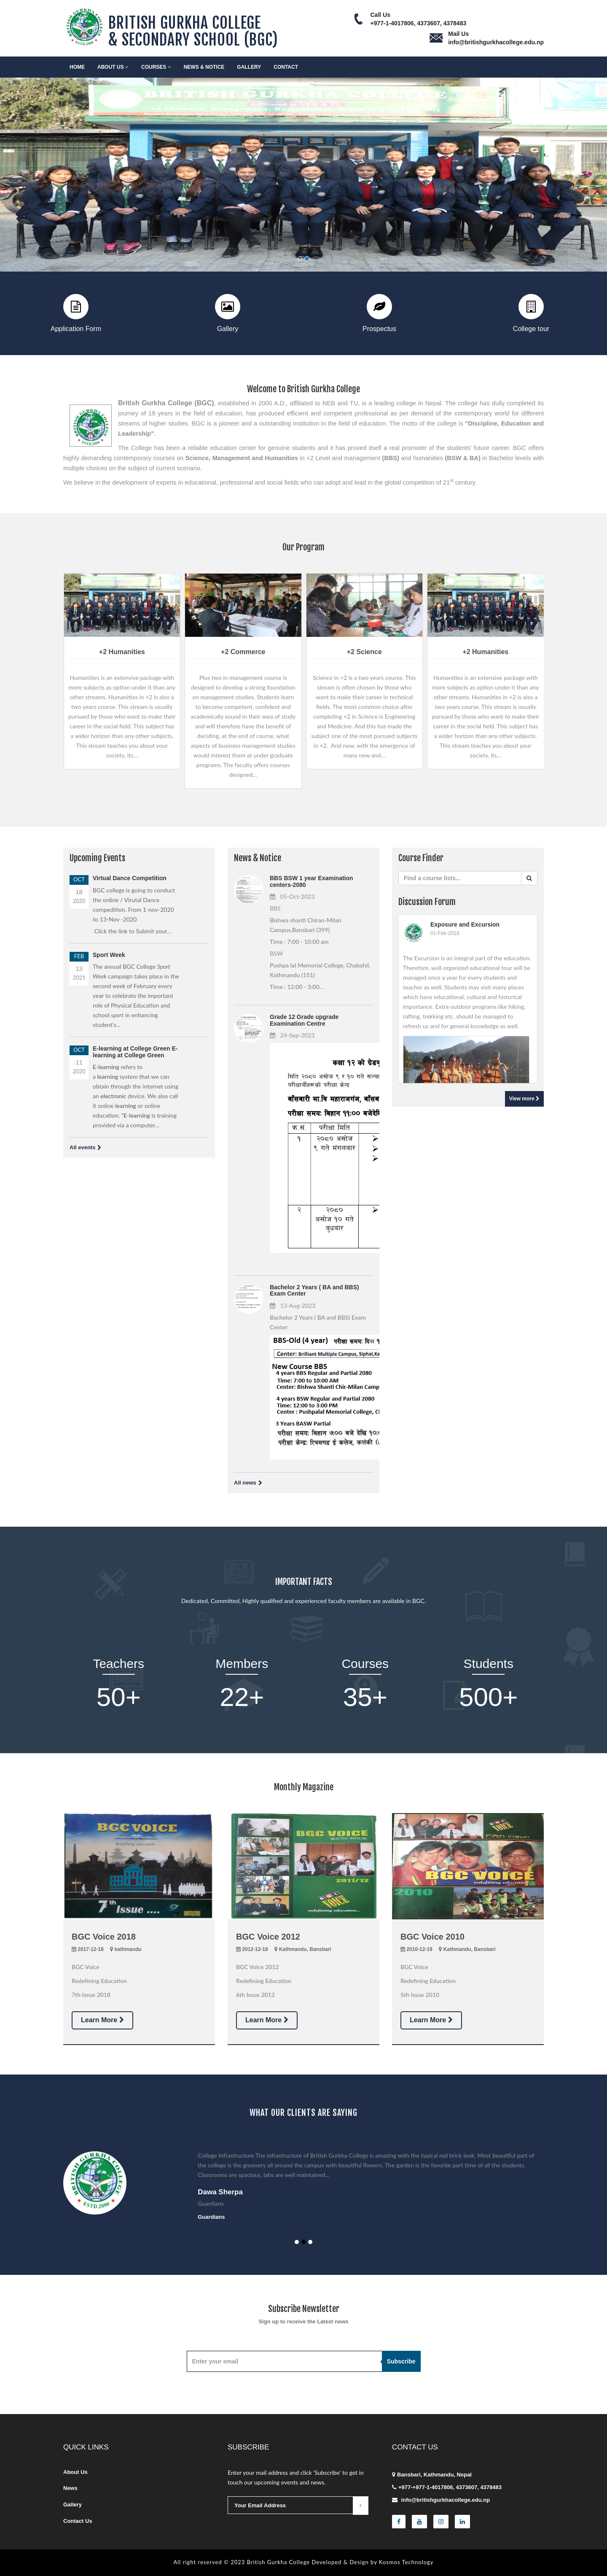 BRITISH GURKHA COLLEGE
& SECONDARY SCHOOL (BGC)
Call Us
+977-1-4017806, 4373607, 4378483
Mail Us
info@britishgurkhacollege.edu.np
HOME ABOUT US COURSES NEWS & NOTICE GALLERY CONTACT
Application Form
Gallery
Prospectus
College tour
Welcome to British Gurkha College
British Gurkha College (BGC), established in 2000 A.D., affiliated to NEB and TU, is a leading college in Nepal. The college has dully completed its
journey of 19 years in the field of education, has produced efficient and competent professional as per demand of the contemporary world for different
streams of higher studies. BGC is a pioneer and a outstanding institution in the field of education. The motto of the college is "Discipline, Education and
Leadership".
The College has been a reliable education center for genuine students and it has proved itself a real promoter of the students' future career. BGC offers
highly demanding contemporary courses on Science, Management and Humanities in +2 Level and management (BBS) and humanities (BSW & BA) in Bachelor levels with
multiple choices on the subject of current scenario.
We believe in the development of experts in educational, professional and social fields who can adopt and lead in the global competition of 21st century.
Our Program
+2 Humanities
Humanities is an extensive package with
more subjects as option under it than any
other streams. Humanities in +2 is also a
two years course. This stream is usually
pursued by those who want to make their
career in the social field. This subject has
a wider horizon than any other subjects.
This stream teaches you about your
society, its...
+2 Commerce
Plus two in management course is
designed to develop a strong foundation
on management studies. Students learn
to become competent, confident and
academically sound in their area of study
and will therefore have the benefit of
deciding, at the end of course, what
aspects of business management studies
would interest them at under graduate
programs. The faculty offers courses
designed...
+2 Science
Science in +2 is a two years course. This
stream is often chosen by those who
want to make their career in technical
fields. The most common choice after
completing +2 in Science is Engineering
and Medicine. And this has made the
subject one of the most pursued subjects
in +2. And now, with the emergence of
many new and...
+2 Humanities
Humanities is an extensive package with
more subjects as option under it than any
other streams. Humanities in +2 is also a
two years course. This stream is usually
pursued by those who want to make their
career in the social field. This subject has
a wider horizon than any other subjects.
This stream teaches you about your
society, its...
Upcoming Events
OCT
18
2020
Virtual Dance Competition
BGC college is going to conduct
the online / Virutal Dance
compedition. From 1-nov-2020
to 13-Nov -2020
Click the link to Submit your...
FEB
13
2021
Sport Week
The annual BGC College Sport
Week campaign takes place in the
second week of February every
year to celebrate the important
role of Physical Education and
school sport in enhancing
student's...
OCT
11
2020
E-learning at College Green E-
learning at College Green
E-learning refers to
a learning system that we can
obtain through the internet using
an electronic device. We also call
it online learning or online
education. "E-learning is training
provided via a computer...
All events
News & Notice
BBS BSW 1 year Examination
centers-2080
05-Oct-2023
BBS
Bishwa shanti Chiran-Milan
Campus,Bansbari (399)
Time : 7:00 - 10:00 am
BSW
Pushpa lal Memorial College, Chabahil,
Kathmandu (151)
Time : 12:00 - 3:00...
Grade 12 Grade upgrade
Examination Centre
24-Sep-2023
कक्षा १२ को ग्रेडवृ
मिति २०८० असोज ९ र १० गते सञ्च
परीक्षार्थीहरूको परीक्षा केन्द्र
बाँसबारी मा.वि महाराजगंज, बाँसब
परीक्षा समयः बिहान ११:०० बजेदेखि
क्र.सं. परीक्षा मिति
१ २०८० असोज
९ गते मंगलबार
२ २०८०
असोज १० गते
बुधबार
Bachelor 2 Years ( BA and BBS)
Exam Center
13-Aug-2023
Bachelor 2 Years ( BA and BBS) Exam
Center
BBS-Old (4 year) परीक्षा समयः
Center: Brilliant Multiple Campus, Siphal,Ka
New Course BBS
4 years BBS Regular and Partial 2080
Time: 7:00 to 10:00 AM
Center: Bishwa Shanti Chir-Milan Camp
4 years BSW Regular and Partial 2080
Time: 12:00 to 3:00 PM
Center : Pushpalal Memorial College, C
3 Years BASW Partial
परीक्षा समयः विहान ७:०० बजे देखि १०:०
परीक्षा केन्द्रः रिचमण्ड ई कलेज, कलंकी
All news
Course Finder
Find a course lists...
Discussion Forum
Exposure and Excursion
01-Feb-2018
The Excursion is an integral part of the education.
Therefore, well organized educational tour will be
managed once a year for every students and
teacher as well. Students may visit many places
which have educational, cultural and historical
importance. Extra outdoor programs like hiking,
rafting, trekking etc. should be managed to
refresh us and for general knowledge as well.
View more
IMPORTANT FACTS
Dedicated, Committed, Highly qualified and experienced faculty members are available in BGC.
Teachers
50+
Members
22+
Courses
35+
Students
500+
Monthly Magazine
BGC VOICE
Redefining education...
7th Issue ....
BGC Voice 2018
2017-12-18 kathmandu
BGC Voice
Redefining Education
7th Issue 2018
Learn More
BGC VOICE
2011/12
BGC Voice 2012
2012-12-18 Kathmandu, Bansbari
BGC Voice 2012
Redefining Education
6th Issue 2012
Learn More
Fifth Issue
BGC VOICE
2010
BGC Voice 2010
2010-12-19 Kathmandu, Bansbari
BGC Voice
Redefining Education
5th Issue 2010
Learn More
WHAT OUR CLIENTS ARE SAYING
College Infrastructure The infrastructure of British Gurkha College is amazing with the typical red brick look. Most beautiful part of
the college is the greenery all around the campus with beautiful flowers. The garden is the favorite part time of all the students.
Classrooms are spacious, labs are well maintained...
Dawa Sherpa
Guardians
Guardians
Subscribe Newsletter
Sign up to receive the Latest news
Enter your email
Subscribe
QUICK LINKS
About Us
News
Gallery
Contact Us
SUBSCRIBE
Enter your mail address and click 'Subscribe' to get in
touch our upcoming events and news.
Your Email Address
CONTACT US
Bansbari, Kathmandu, Nepal
+977-+977-1-4017806, 4373607, 4378483
info@britishgurkhacollege.edu.np
All right reserved © 2023 British Gurkha College Developed & Design by Kosmos Technology